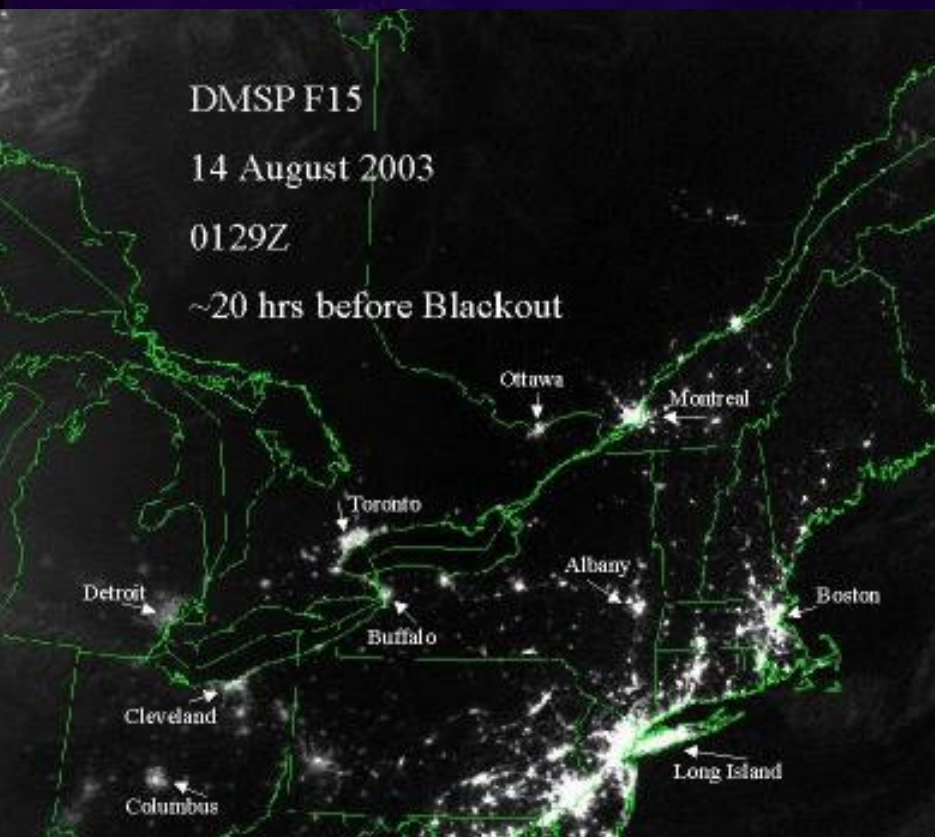 DMSP F15
14 August 2003
0129Z
~20 hrs before Blackout
Ottawa
Montreal
Toronto
Albany
Detroit
Boston
Buffalo
Cleveland
Long Island
Columbus